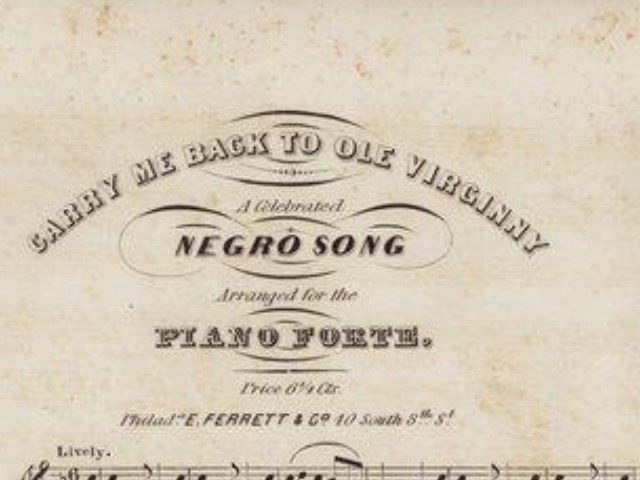 CARRY ME BACK TO OLE VIRGINNY
A Celebrated
NEGRO SONG
Arranged for the
PIANO FORTE.
Price 6¼ Cts.
Philad.ª E. FERRETT & Cº 40 South 8th St
Lively.
6